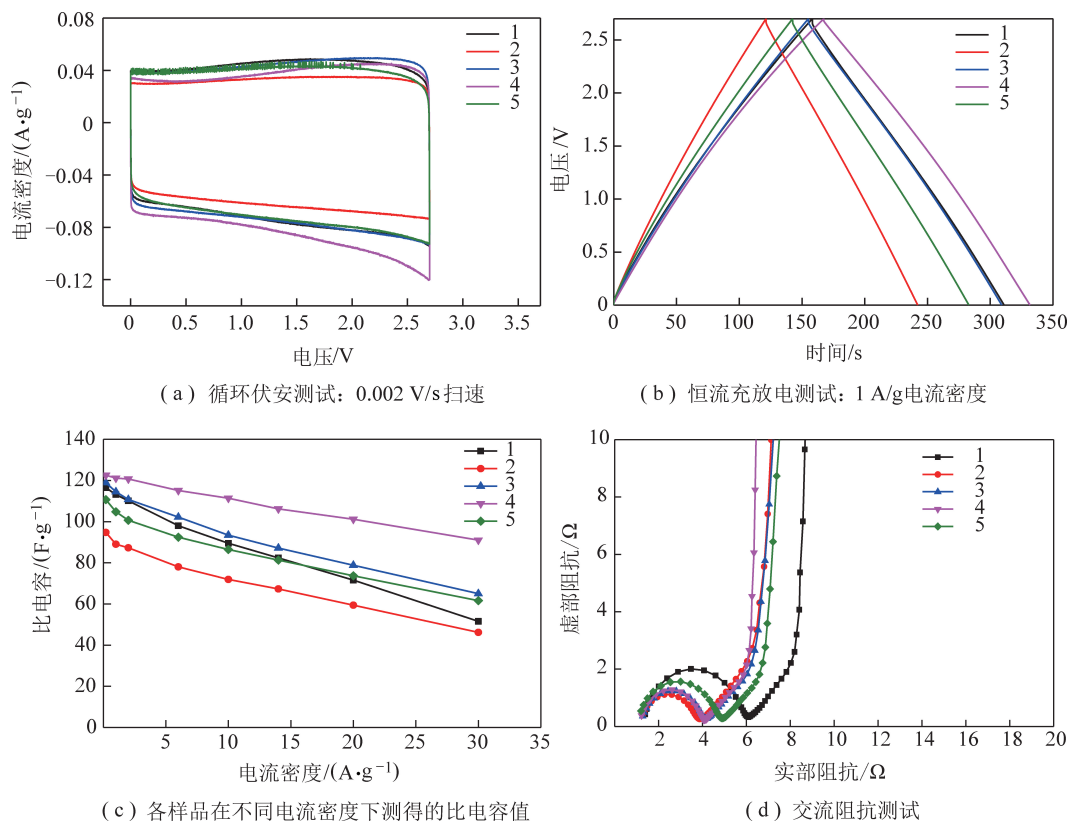 0.08
0.04
0
−0.04
−0.08
−0.12
电流密度/(A•g⁻¹)
0 0.5 1.0 1.5 2.0 2.5 3.0 3.5
电压/V
1
2
3
4
5
(a) 循环伏安测试：0.002 V/s扫速
2.5
2.0
1.5
1.0
0.5
0
电压/V
0 50 100 150 200 250 300 350
时间/s
1
2
3
4
5
(b) 恒流充放电测试：1 A/g电流密度
140
120
100
80
60
40
20
0
比电容/(F•g⁻¹)
5 10 15 20 25 30 35
电流密度/(A•g⁻¹)
1
2
3
4
5
(c) 各样品在不同电流密度下测得的比电容值
10
8
6
4
2
0
虚部阻抗/Ω
2 4 6 8 10 12 14 16 18 20
实部阻抗/Ω
1
2
3
4
5
(d) 交流阻抗测试